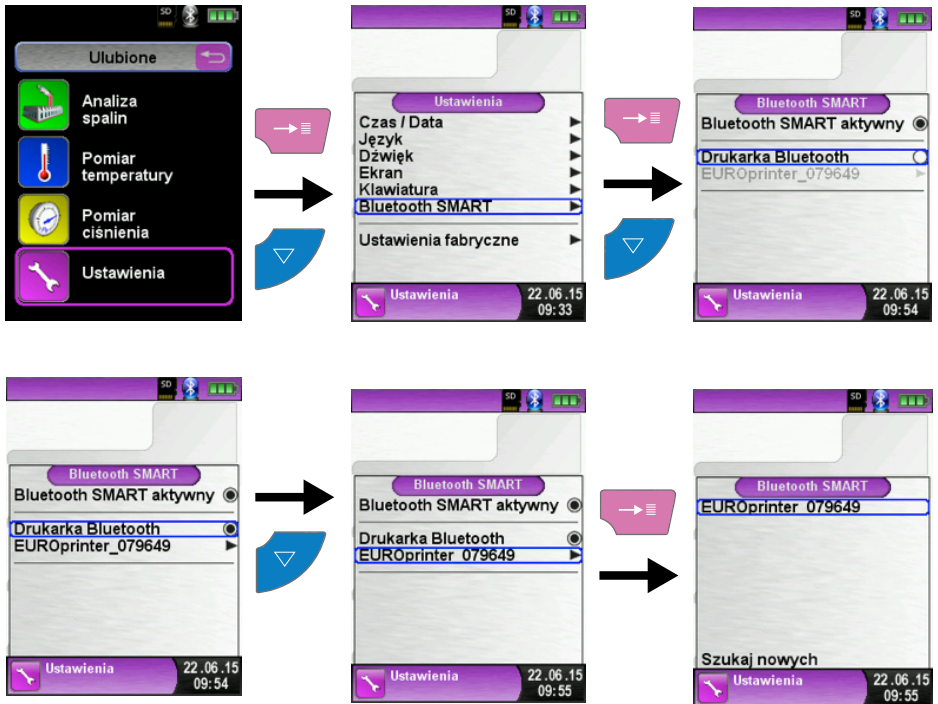 SD
Ulubione
Analiza
spalin
Pomiar
temperatury
Pomiar
ciśnienia
Ustawienia
SD
Ustawienia
Czas / Data
Język
Dźwięk
Ekran
Klawiatura
Bluetooth SMART
Ustawienia fabryczne
Ustawienia
22.06.15
09:33
SD
Bluetooth SMART
Bluetooth SMART aktywny
Drukarka Bluetooth
EUROprinter_079649
Ustawienia
22.06.15
09:54
SD
Bluetooth SMART
Bluetooth SMART aktywny
Drukarka Bluetooth
EUROprinter_079649
Ustawienia
22.06.15
09:54
SD
Bluetooth SMART
Bluetooth SMART aktywny
Drukarka Bluetooth
EUROprinter_079649
Ustawienia
22.06.15
09:55
SD
Bluetooth SMART
EUROprinter_079649
Szukaj nowych
Ustawienia
22.06.15
09:55